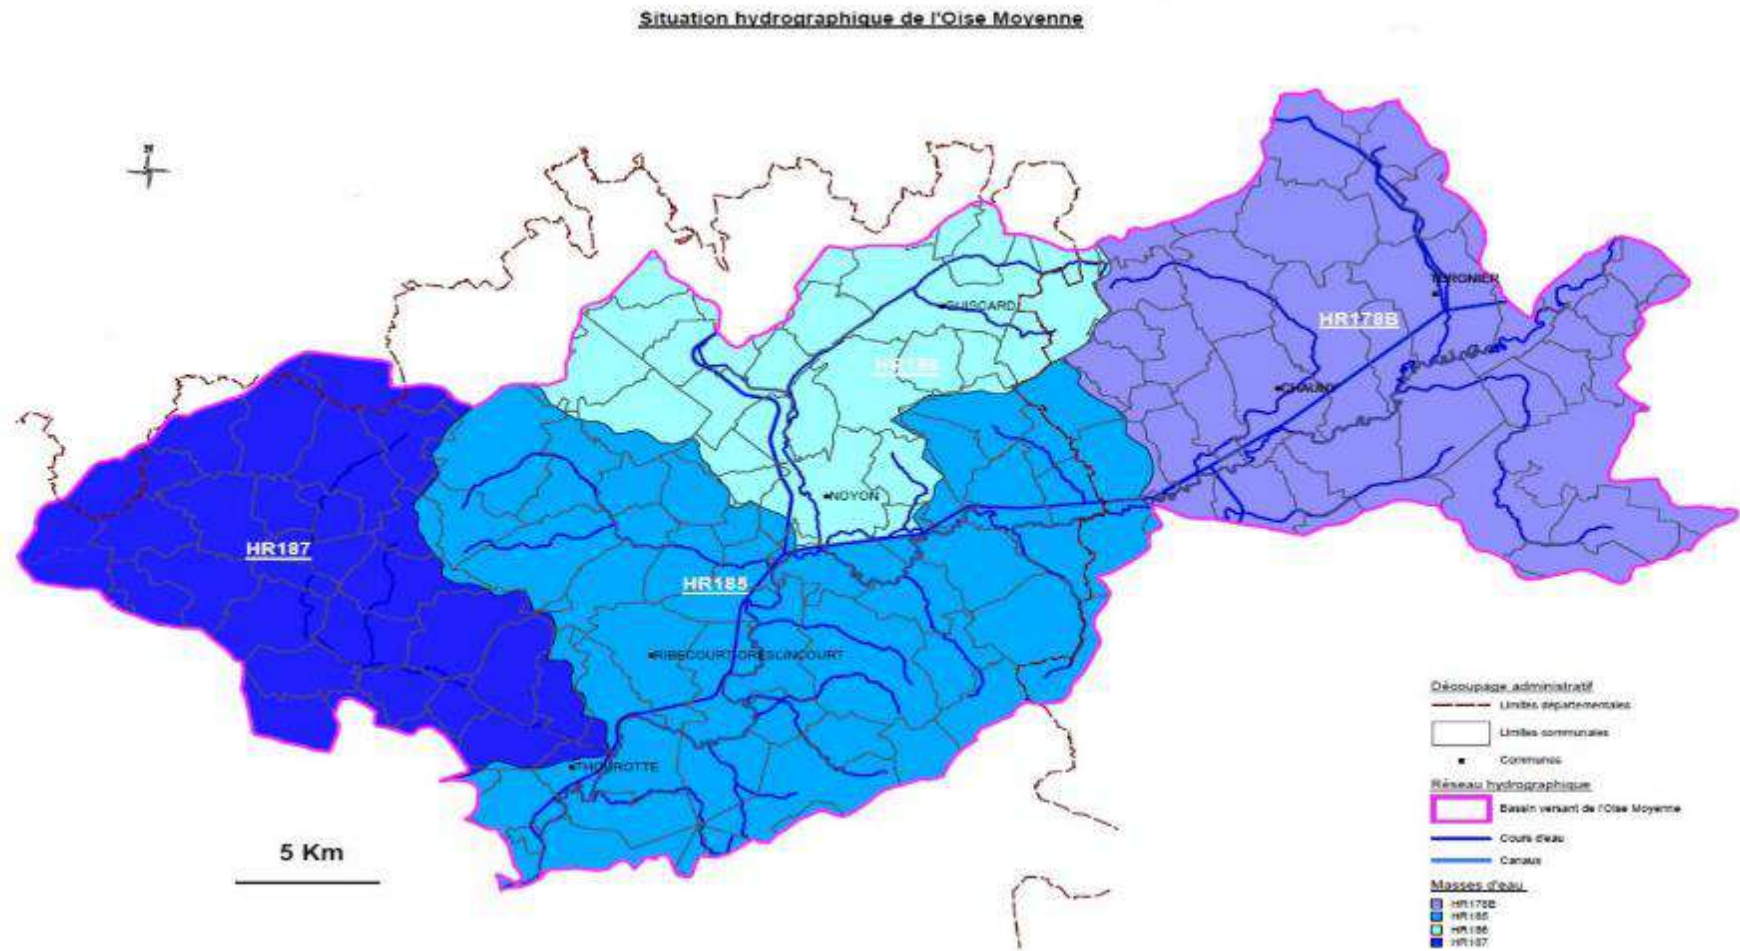 Situation hydrographique de l'Oise Moyenne
N
TERGNIER
GUISCARD
HR178B
HR186
CHAUNY
NOYON
HR187
HR185
RIBECOURT-DRESLINCOURT
THOUROTTE
5 Km
Découpage administratif
Limites départementales
Limites communales
Communes
Réseau hydrographique
Bassin versant de l'Oise Moyenne
Cours d'eau
Canaux
Masses d'eau
HR178B
HR185
HR186
HR187